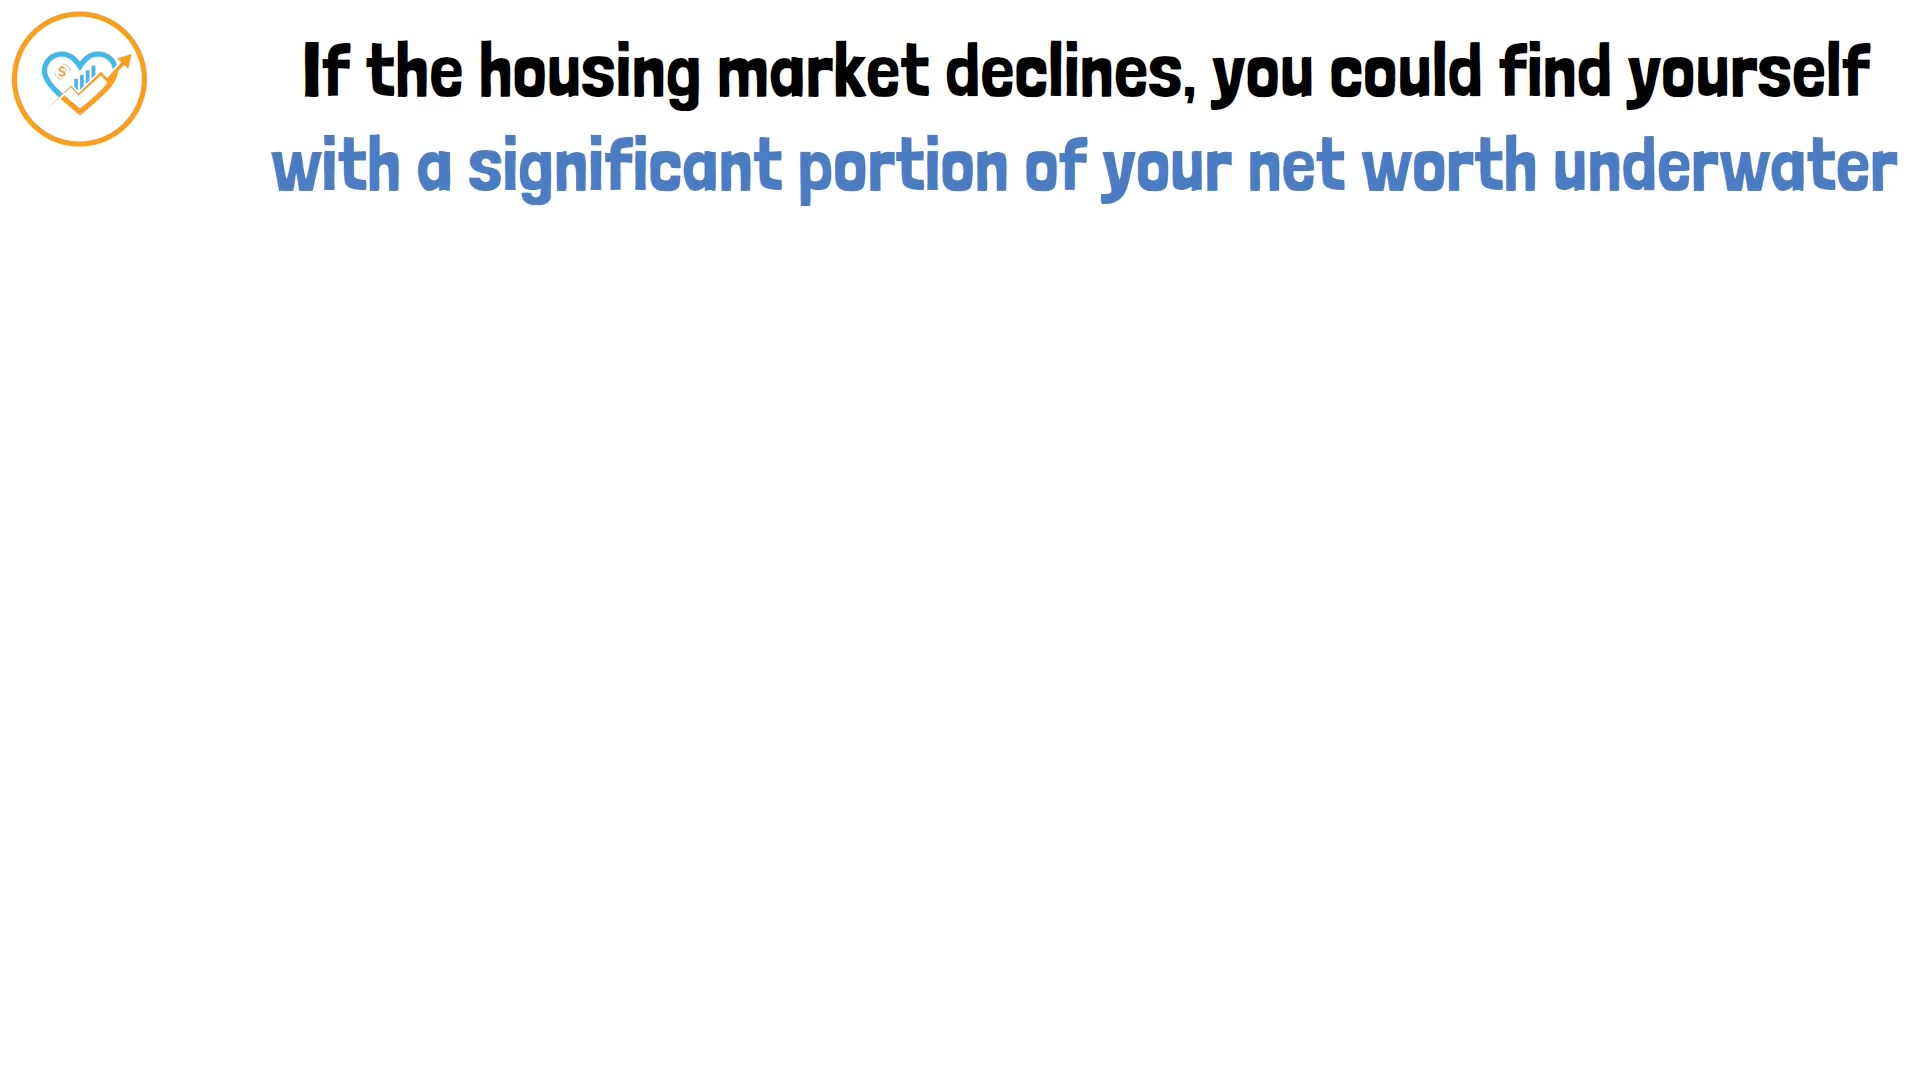 If the housing market declines, you could find yourself
with a significant portion of your net worth underwater